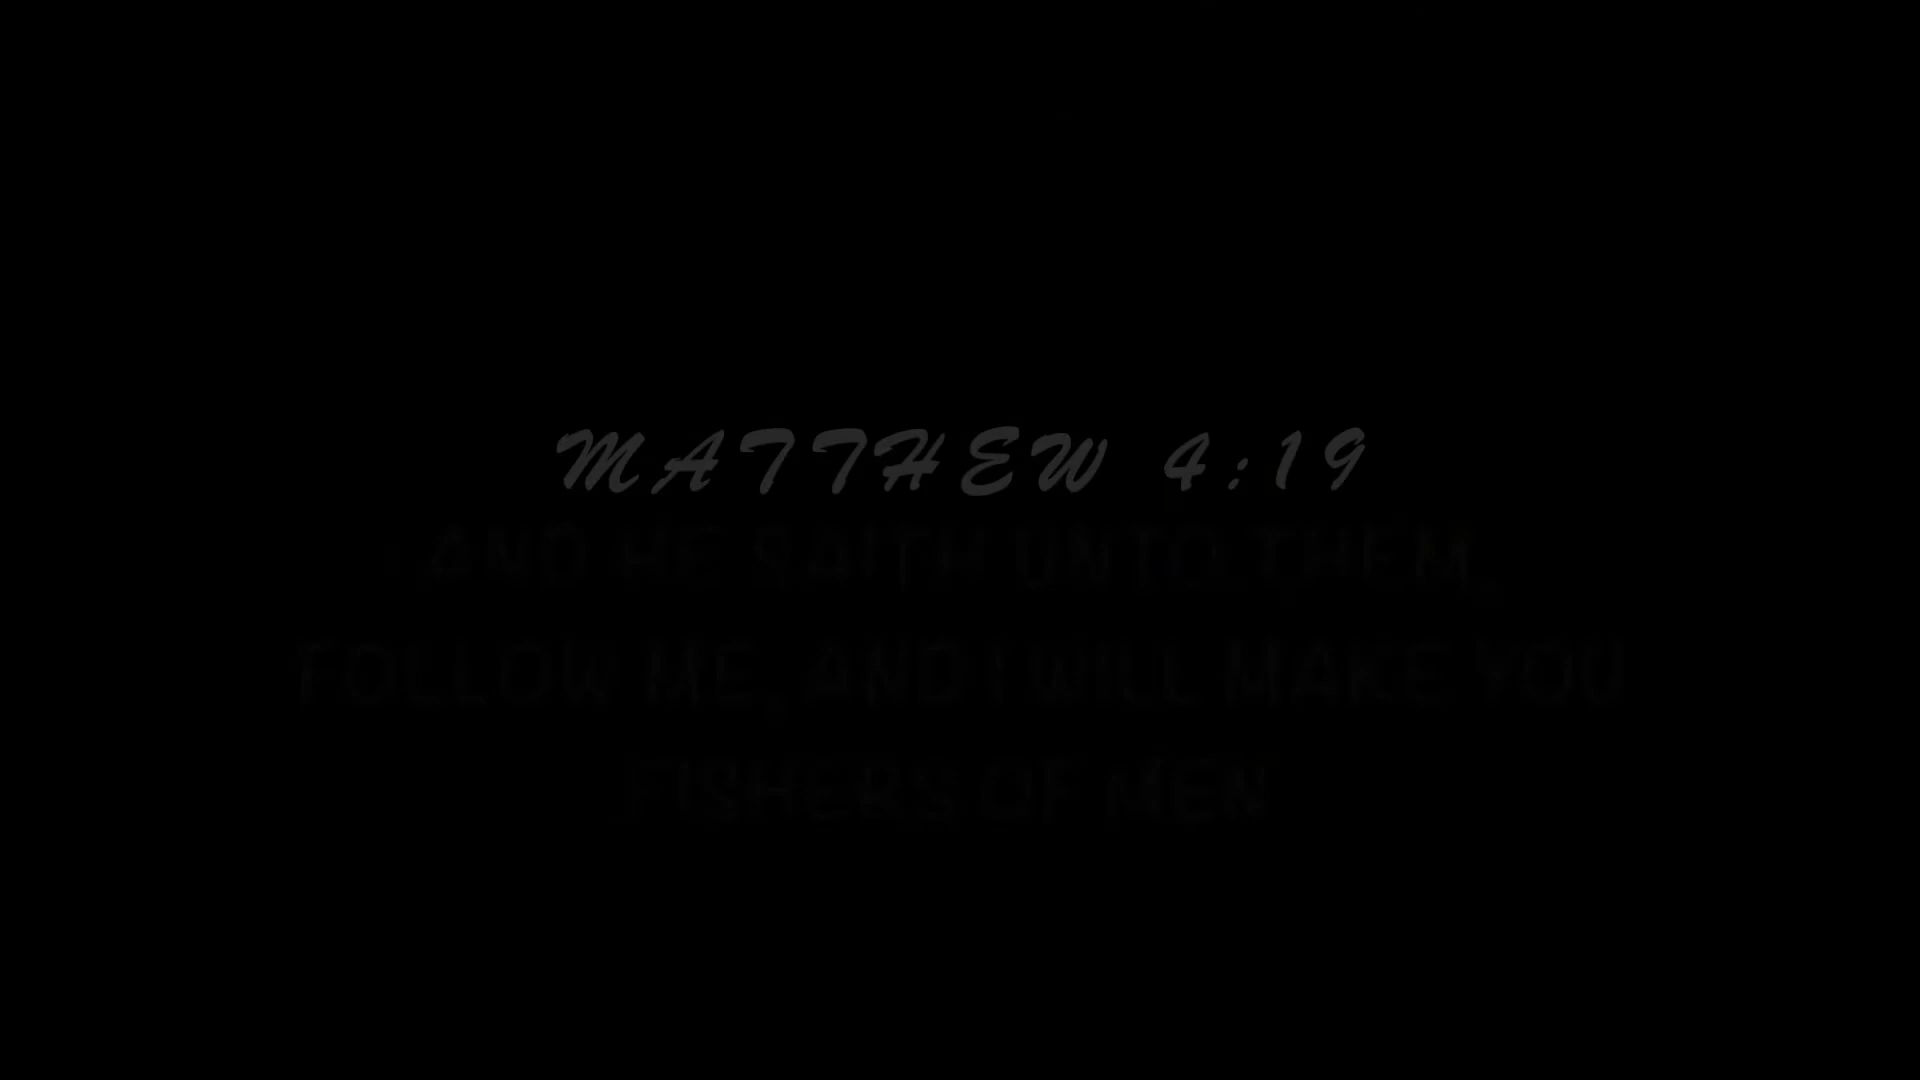 MATTHEW 4:19
AND HE SAITH UNTO THEM,
FOLLOW ME, AND I WILL MAKE YOU
FISHERS OF MEN